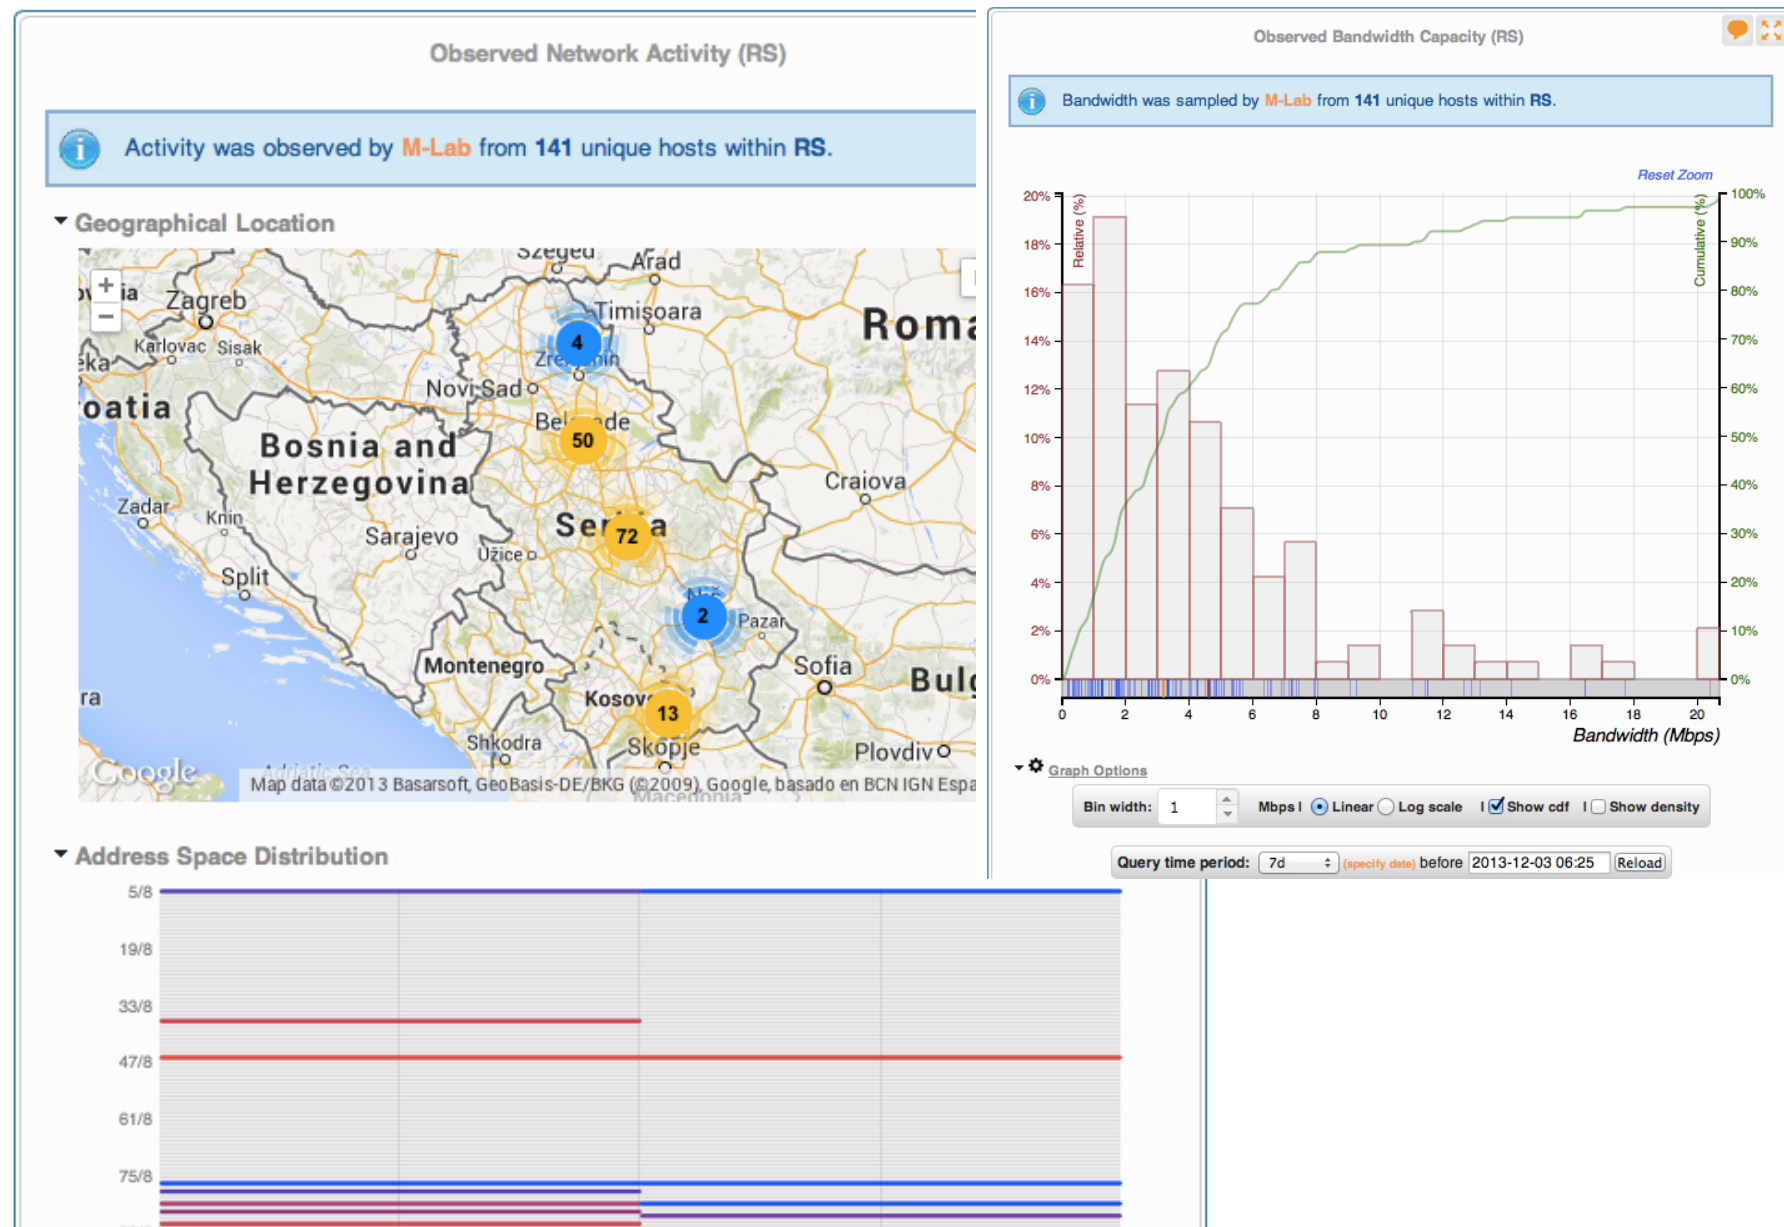 Observed Network Activity (RS)
Activity was observed by M-Lab from 141 unique hosts within RS.
Geographical Location
+
−
Szeged
Arad
Zagreb
Timișoara
Karlovac
Sisak
4
Novi Sad
50
Bosnia and
Herzegovina
Craiova
Zadar
Knin
Sarajevo
Užice
72
Split
2
Pazar
Montenegro
Sofia
13
Shkodra
Skopje
Plovdiv
Google
Adriatic Sea
Map data ©2013 Basarsoft, GeoBasis-DE/BKG (©2009), Google, basado en BCN IGN Espa
Macedonia
Address Space Distribution
5/8
19/8
33/8
47/8
61/8
75/8
Observed Bandwidth Capacity (RS)
Bandwidth was sampled by M-Lab from 141 unique hosts within RS.
Reset Zoom
Relative (%)
20%
18%
16%
14%
12%
10%
8%
6%
4%
2%
0%
Cumulative (%)
100%
90%
80%
70%
60%
50%
40%
30%
20%
10%
0%
0 2 4 6 8 10 12 14 16 18 20
Bandwidth (Mbps)
Graph Options
Bin width: 1 Mbps | Linear Log scale | Show cdf | Show density
Query time period: 7d (specify date) before 2013-12-03 06:25 Reload